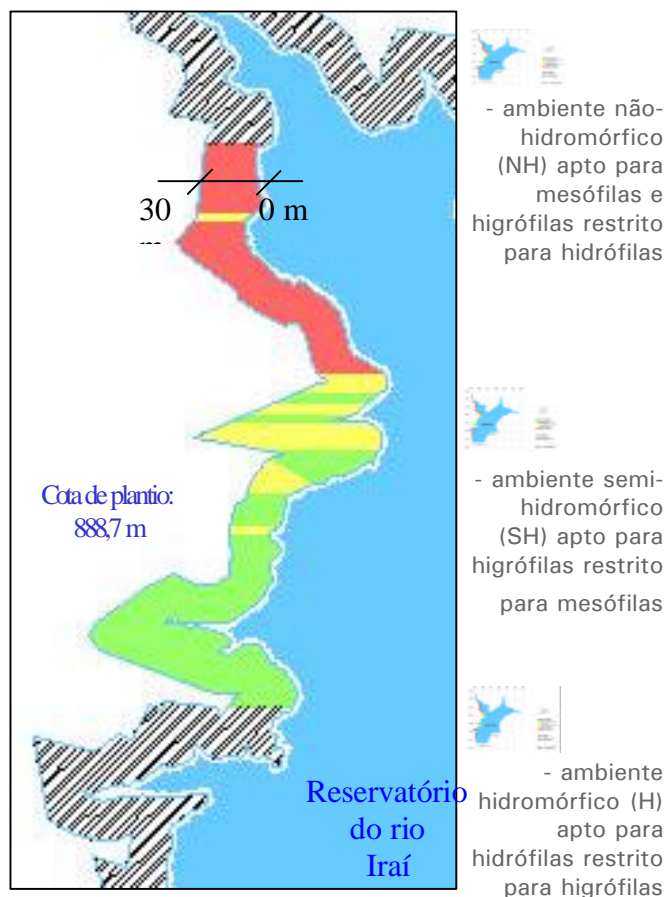 30
0 m
m
Cota de plantio:
888,7 m
Reservatório
do rio
Iraí
- ambiente não-
hidromórfico
(NH) apto para
mesófilas e
higrófilas restrito
para hidrófilas
- ambiente semi-
hidromórfico
(SH) apto para
higrófilas restrito
para mesófilas
- ambiente
hidromórfico (H)
apto para
hidrófilas restrito
para higrófilas